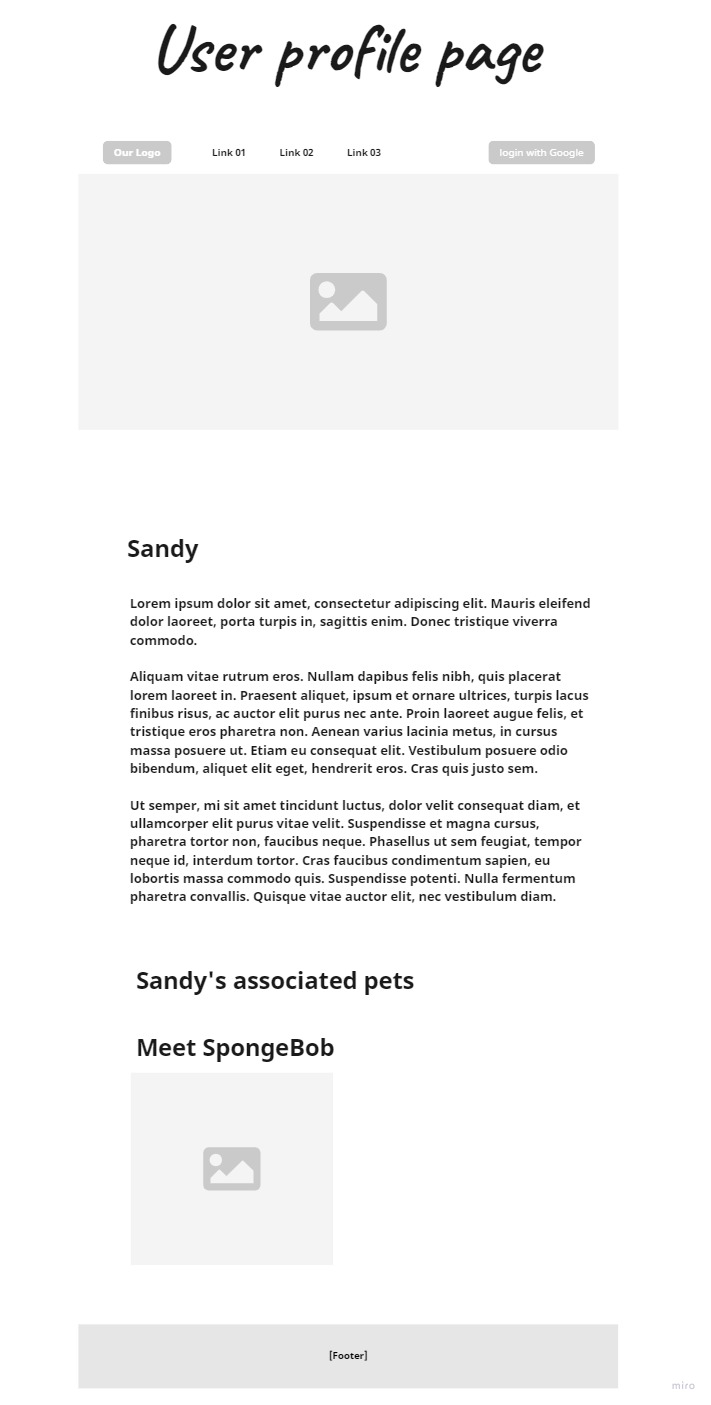 User profile page
Our Logo
Link 01
Link 02
Link 03
login with Google
Sandy
Lorem ipsum dolor sit amet, consectetur adipiscing elit. Mauris eleifend
dolor laoreet, porta turpis in, sagittis enim. Donec tristique viverra
commodo.
Aliquam vitae rutrum eros. Nullam dapibus felis nibh, quis placerat
lorem laoreet in. Praesent aliquet, ipsum et ornare ultrices, turpis lacus
finibus risus, ac auctor elit purus nec ante. Proin laoreet augue felis, et
tristique eros pharetra non. Aenean varius lacinia metus, in cursus
massa posuere ut. Etiam eu consequat elit. Vestibulum posuere odio
bibendum, aliquet elit eget, hendrerit eros. Cras quis justo sem.
Ut semper, mi sit amet tincidunt luctus, dolor velit consequat diam, et
ullamcorper elit purus vitae velit. Suspendisse et magna cursus,
pharetra tortor non, faucibus neque. Phasellus ut sem feugiat, tempor
neque id, interdum tortor. Cras faucibus condimentum sapien, eu
lobortis massa commodo quis. Suspendisse potenti. Nulla fermentum
pharetra convallis. Quisque vitae auctor elit, nec vestibulum diam.
Sandy's associated pets
Meet SpongeBob
[Footer]
miro